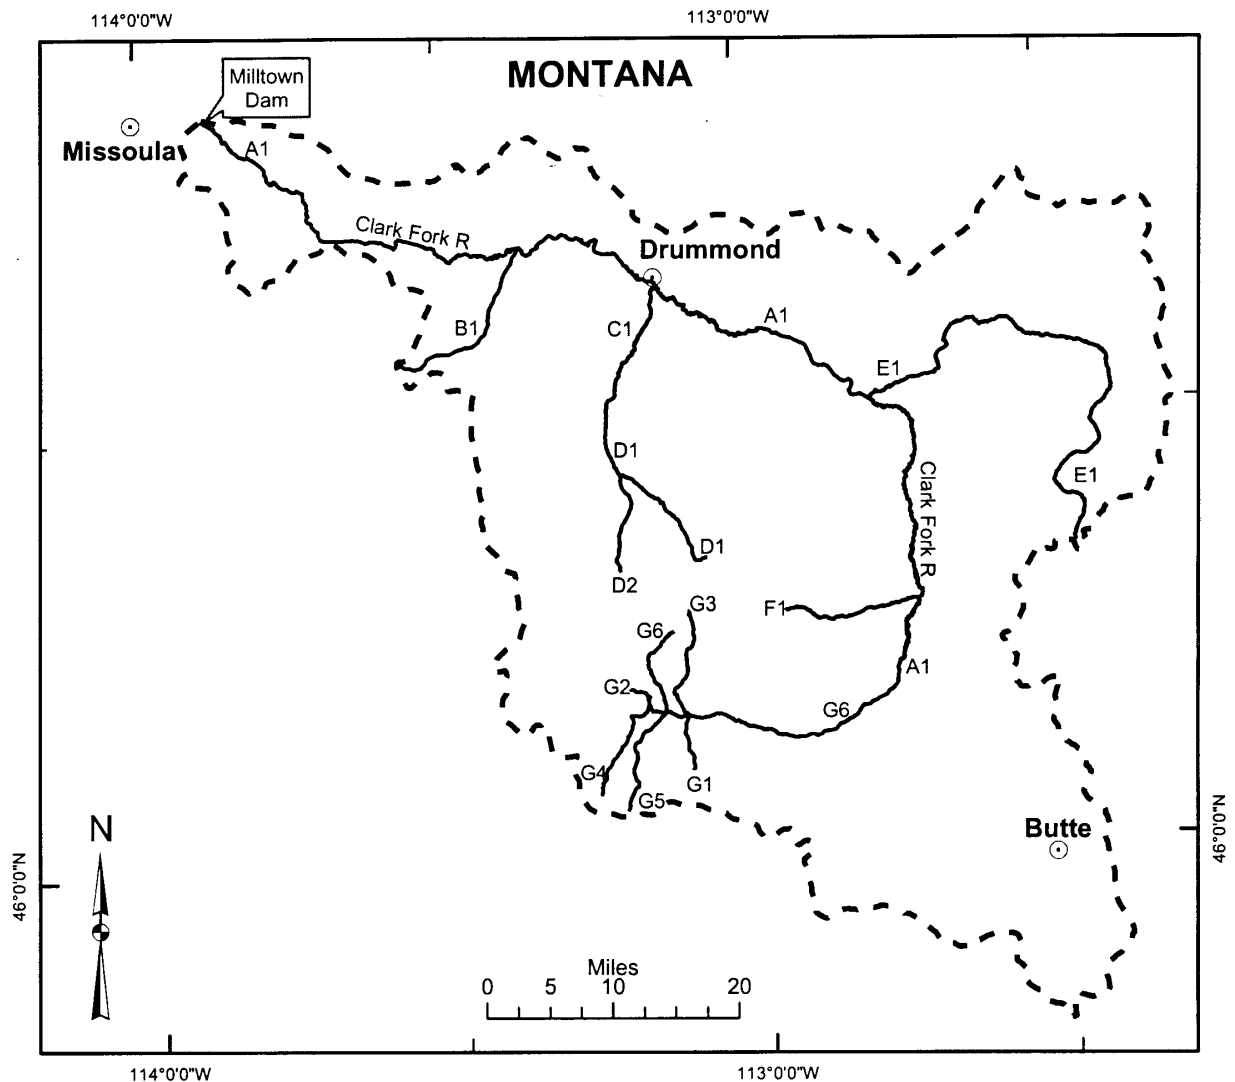 114°0'0"W
113°0'0"W
MONTANA
Milltown
Dam
Missoula
A1
Clark Fork R
Drummond
B1
C1
A1
E1
D1
Clark Fork R
E1
D1
D2
G3
F1
G6
A1
G2
G6
G4
G1
G5
46°0'0"N
Butte
N
46°0'0"N
Miles
0 5 10 20
114°0'0"W
113°0'0"W